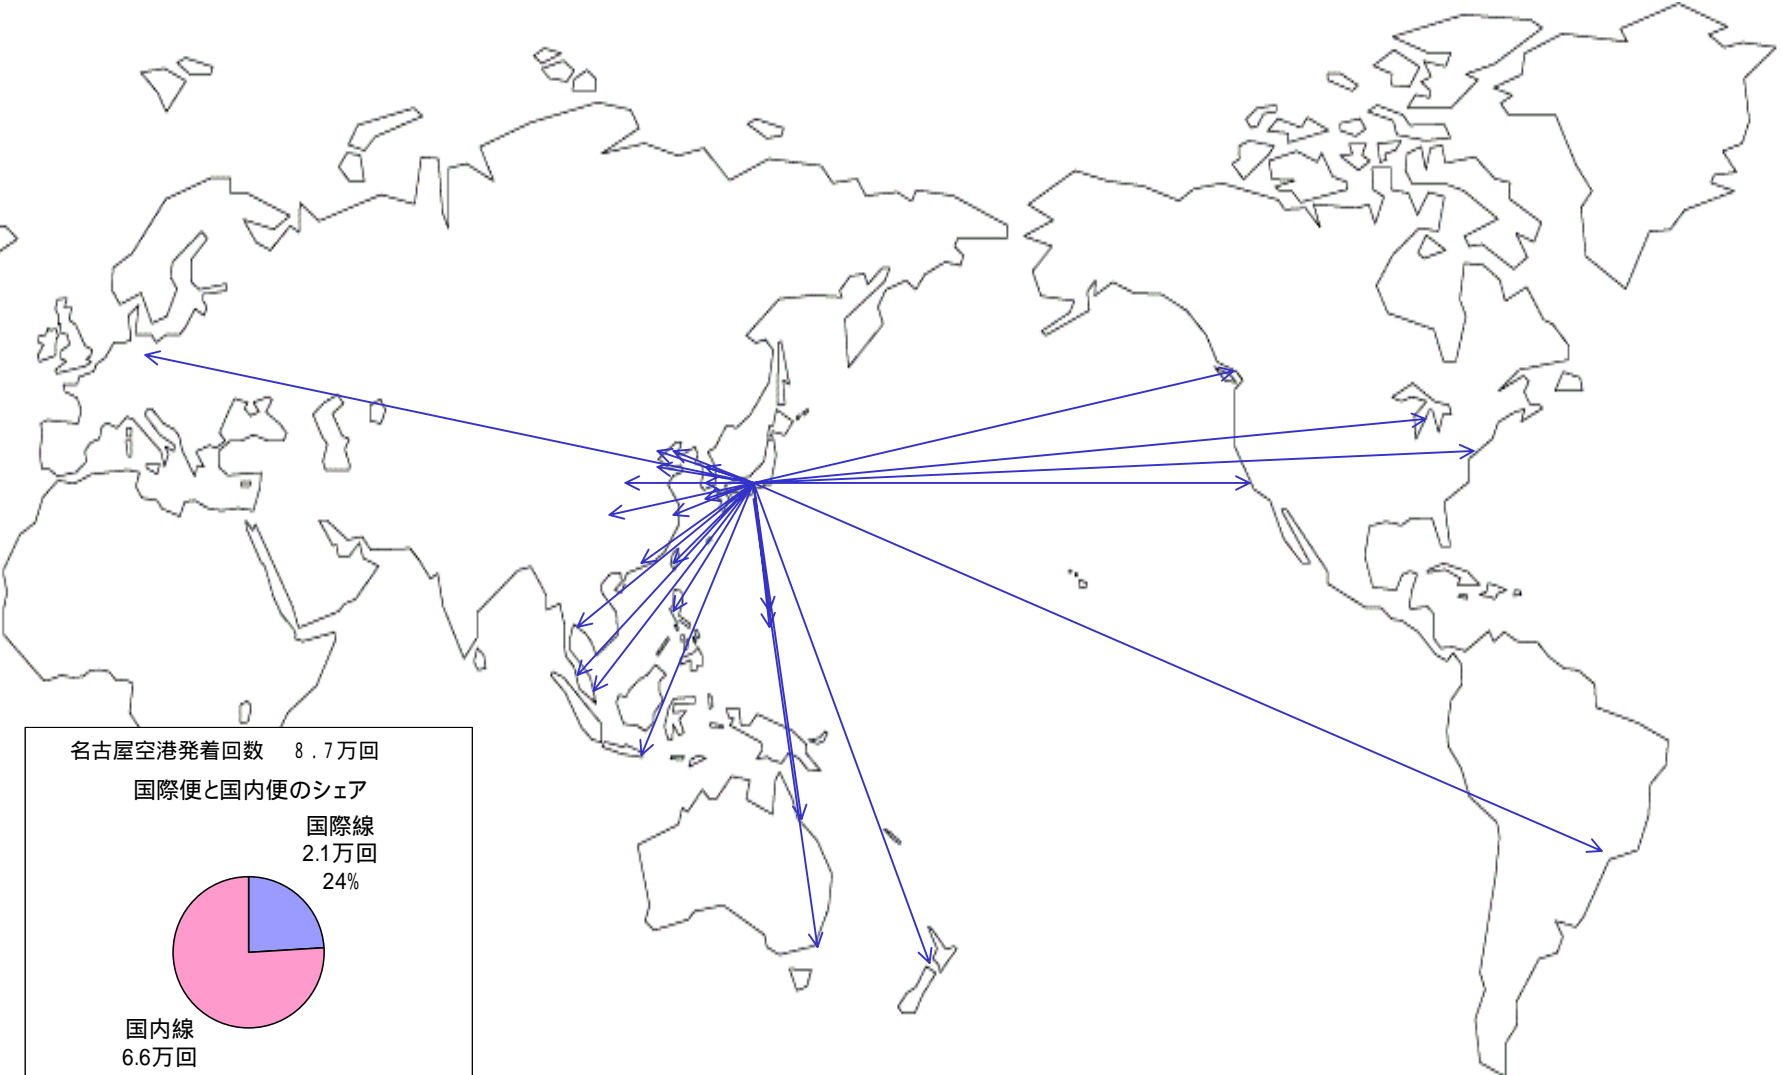 名古屋空港発着回数　８.７万回
国際便と国内便のシェア
国際線
2.1万回
24%
国内線
6.6万回